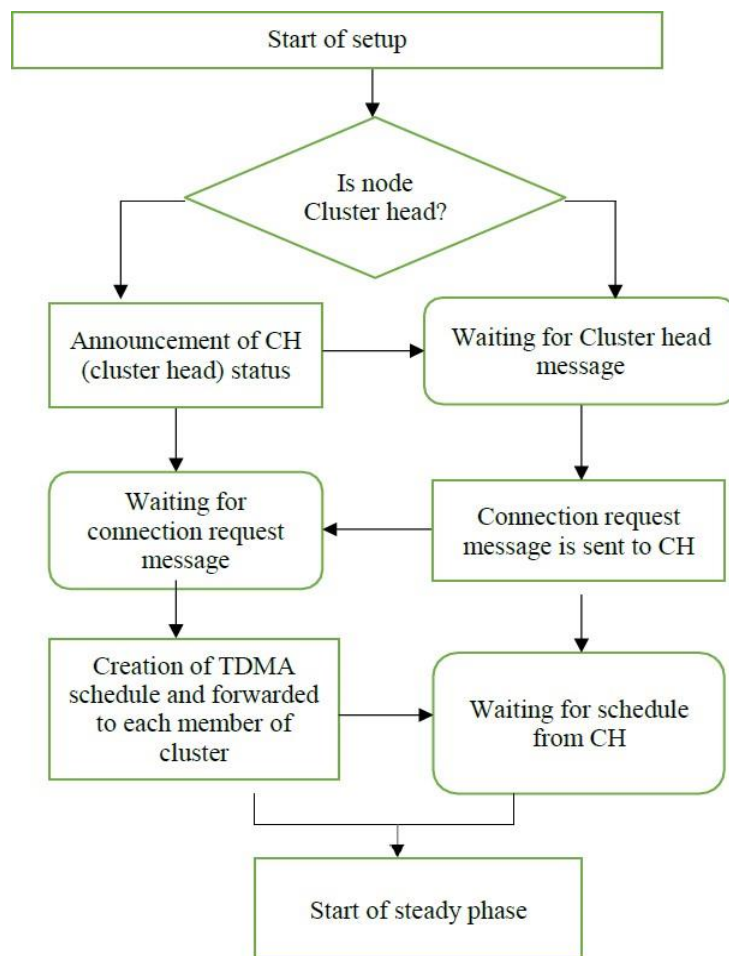 Start of setup
Is node
Cluster head?
Announcement of CH
(cluster head) status
Waiting for Cluster head
message
Waiting for
connection request
message
Connection request
message is sent to CH
Creation of TDMA
schedule and forwarded
to each member of
cluster
Waiting for schedule
from CH
Start of steady phase